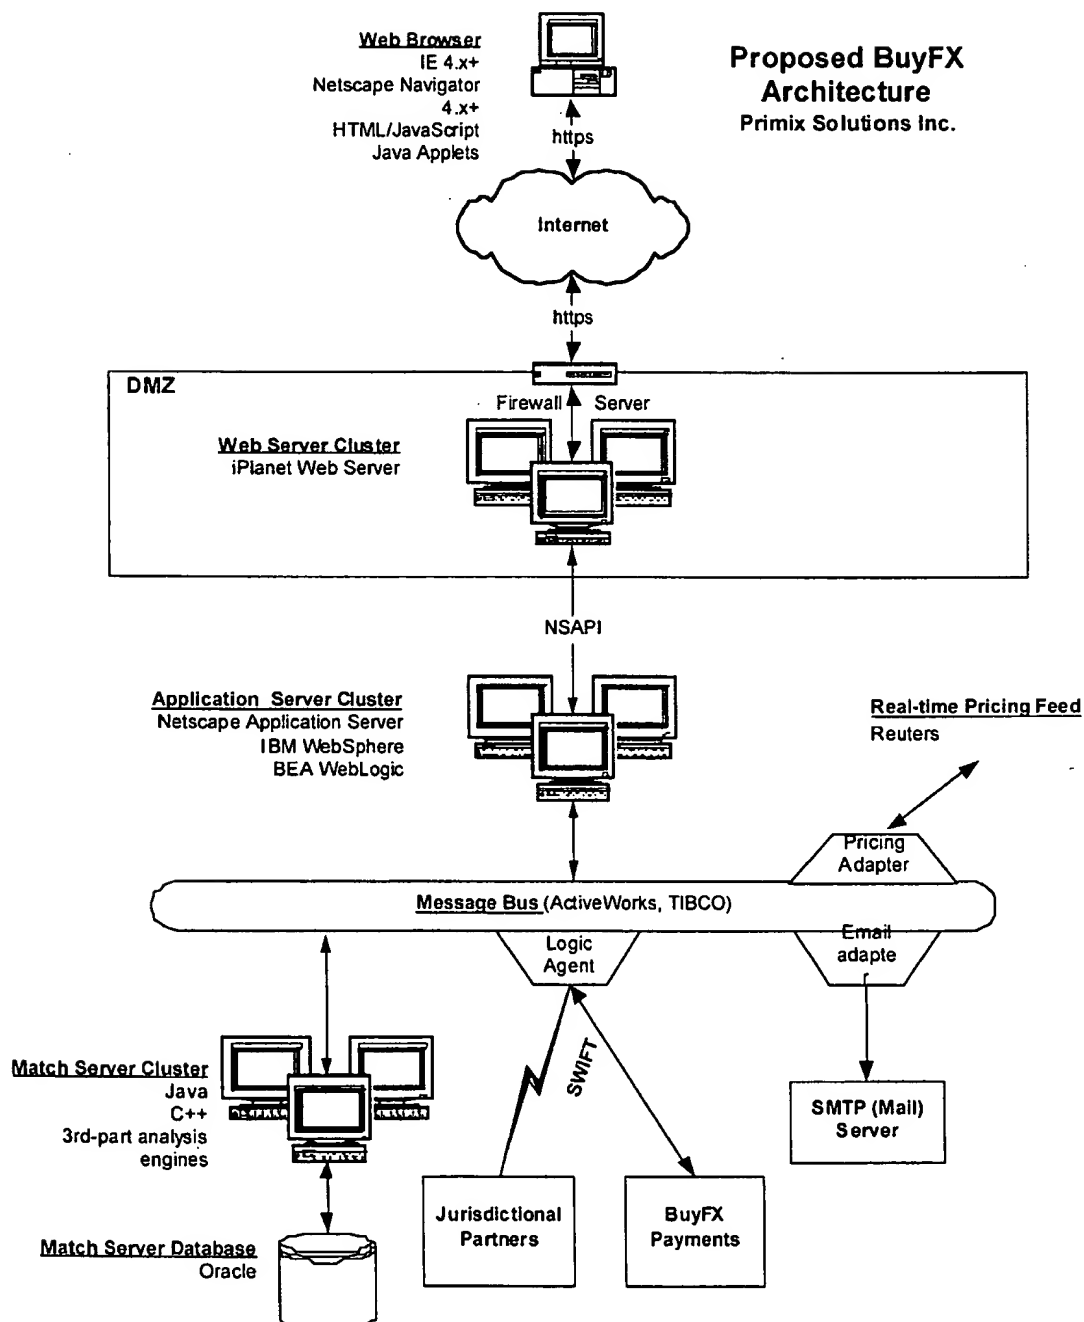 Web Browser
IE 4.x+
Netscape Navigator
4.x+
HTML/JavaScript
Java Applets
Proposed BuyFX
Architecture
Primix Solutions Inc.
https
Internet
https
DMZ
Firewall Server
Web Server Cluster
iPlanet Web Server
NSAPI
Application Server Cluster
Netscape Application Server
IBM WebSphere
BEA WebLogic
Real-time Pricing Feed
Reuters
Pricing
Adapter
Message Bus (ActiveWorks, TIBCO)
Logic
Agent
Email
adapte
SWIFT
Match Server Cluster
Java
C++
3rd-part analysis
engines
SMTP (Mail)
Server
Jurisdictional
Partners
BuyFX
Payments
Match Server Database
Oracle